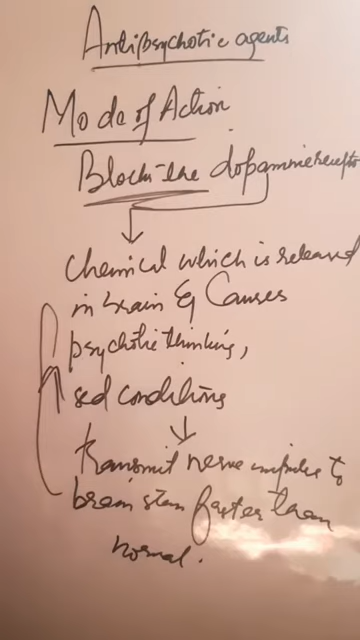 Antipsychotic agents
Mode of Action
Block the dopamine recepto
Chemical which is released
in brain & Causes
psychotic thinking,
sed conditions
transmit nerve impulse to
brain stem faster than
normal.